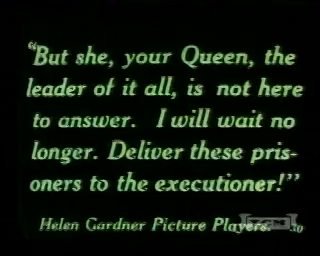 “But she, your Queen, the
leader of it all, is not here
to answer. I will wait no
longer. Deliver these pris-
oners to the executioner!”
Helen Gardner Picture Players.